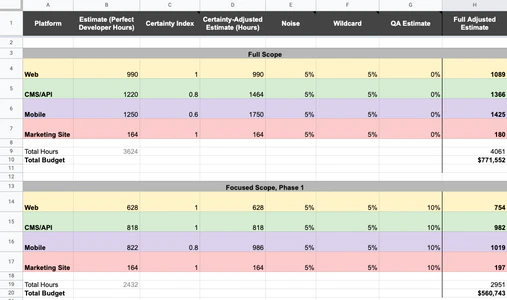 A B C D E F G H
1 Platform Estimate (Perfect Developer Hours) Certainty Index Certainty-Adjusted Estimate (Hours) Noise Wildcard QA Estimate Full Adjusted Estimate
2
3 Full Scope
4 Web 990 1 990 5% 5% 0% 1089
5 CMS/API 1220 0.8 1464 5% 5% 0% 1366
6 Mobile 1250 0.6 1750 5% 5% 0% 1425
7 Marketing Site 164 1 164 5% 5% 0% 180
8
9 Total Hours 3624 4061
10 Total Budget $771,552
11
12
13 Focused Scope, Phase 1
14 Web 628 1 628 5% 5% 10% 754
15 CMS/API 818 1 818 5% 5% 10% 982
16 Mobile 822 0.8 986 5% 5% 10% 1019
17 Marketing Site 164 1 164 5% 5% 10% 197
18
19 Total Hours 2432 2951
20 Total Budget $560,743